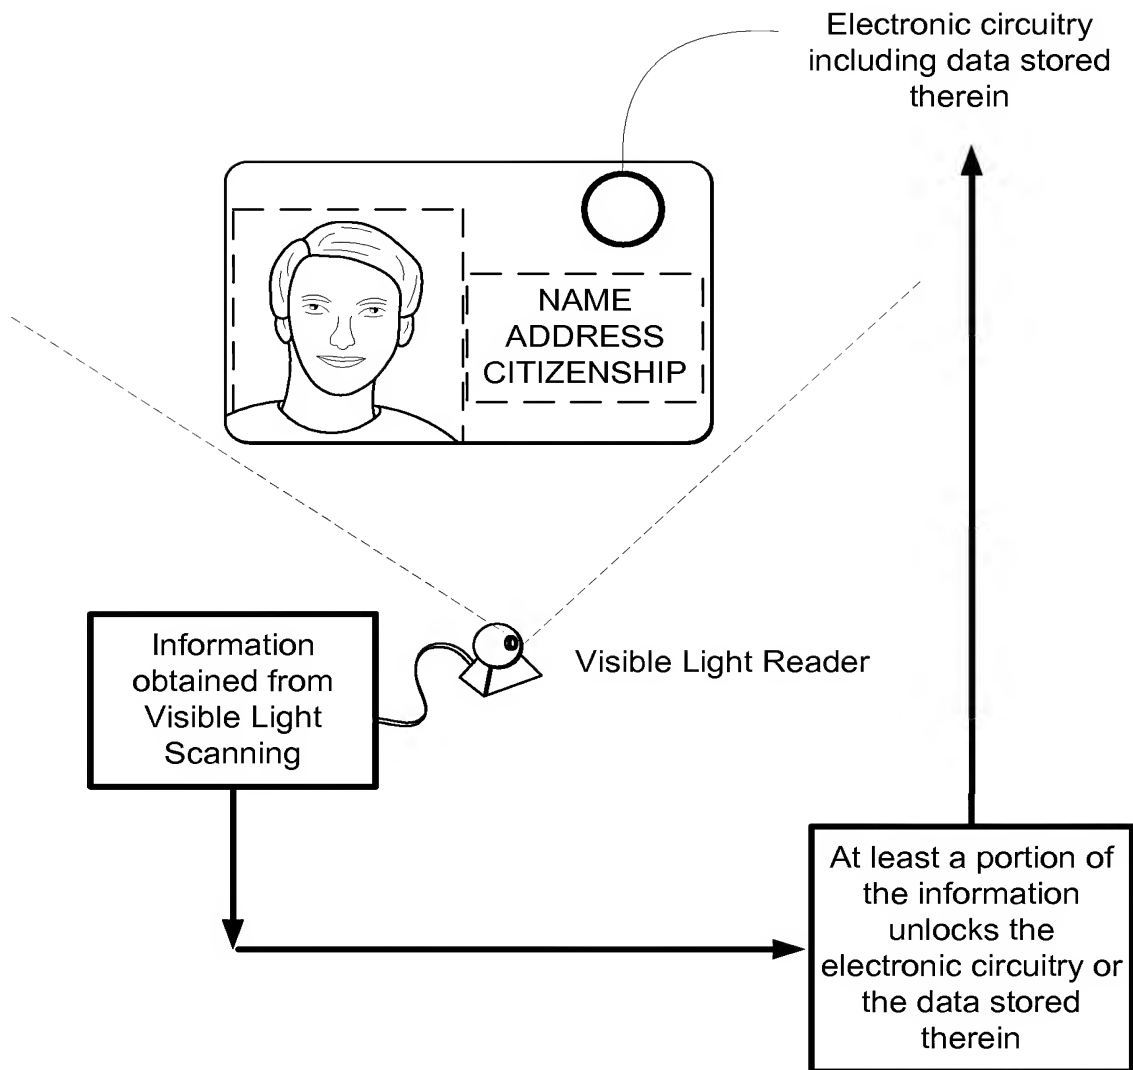 Electronic circuitry
including data stored
therein
NAME
ADDRESS
CITIZENSHIP
Information
obtained from
Visible Light
Scanning
Visible Light Reader
At least a portion of
the information
unlocks the
electronic circuitry or
the data stored
therein